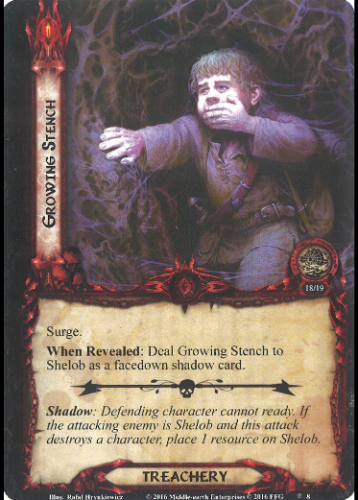 GROWING STENCH
18/19
Surge.
When Revealed: Deal Growing Stench to
Shelob as a facedown shadow card.
Shadow: Defending character cannot ready. If
the attacking enemy is Shelob and this attack
destroys a character, place 1 resource on Shelob.
TREACHERY
Illus. Rafał Hrynkiewicz © 2016 Middle-earth Enterprises © 2016 FFG 8